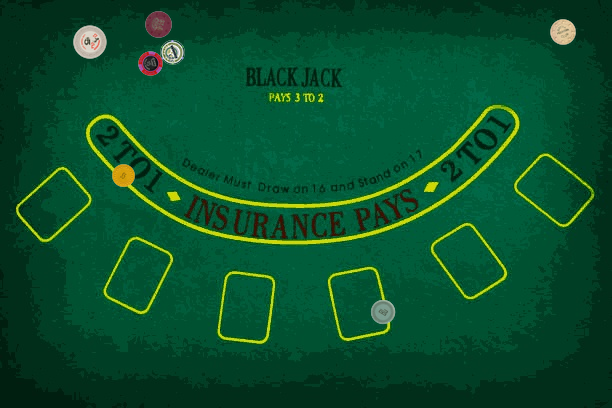 BLACK JACK
PAYS 3 TO 2
Dealer Must Draw on 16 and Stand on 17
2 TO 1 INSURANCE PAYS 2 TO 1